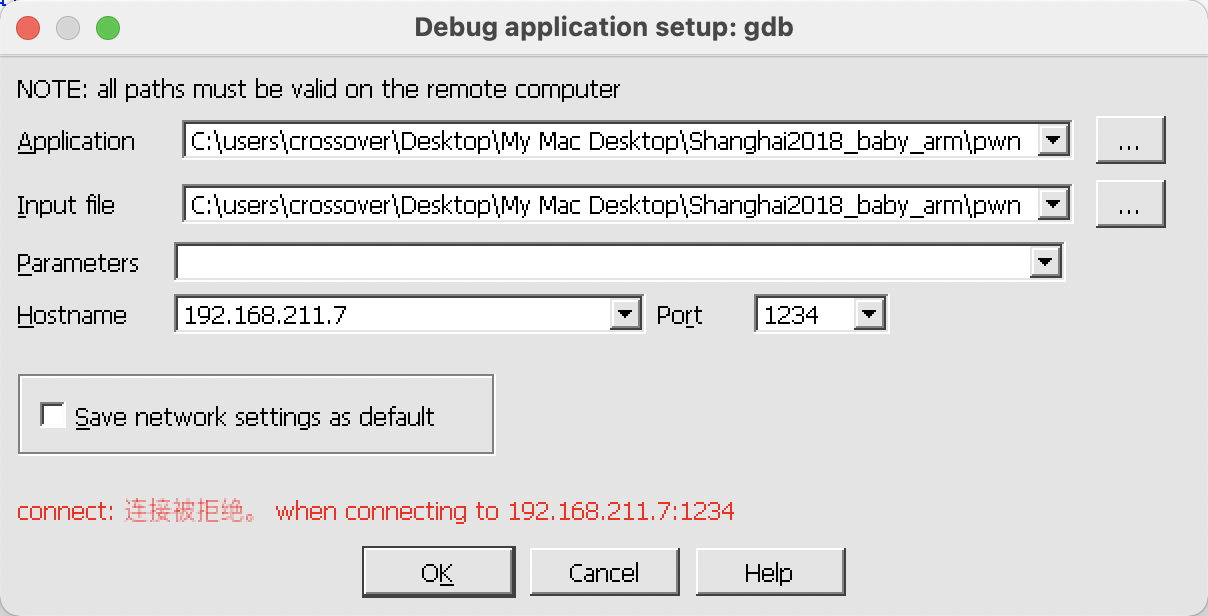 Debug application setup: gdb
NOTE: all paths must be valid on the remote computer
Application C:\users\crossover\Desktop\My Mac Desktop\Shanghai2018_baby_arm\pwn ...
Input file C:\users\crossover\Desktop\My Mac Desktop\Shanghai2018_baby_arm\pwn ...
Parameters
Hostname 192.168.211.7 Port 1234
Save network settings as default
connect: 连接被拒绝。 when connecting to 192.168.211.7:1234
OK Cancel Help